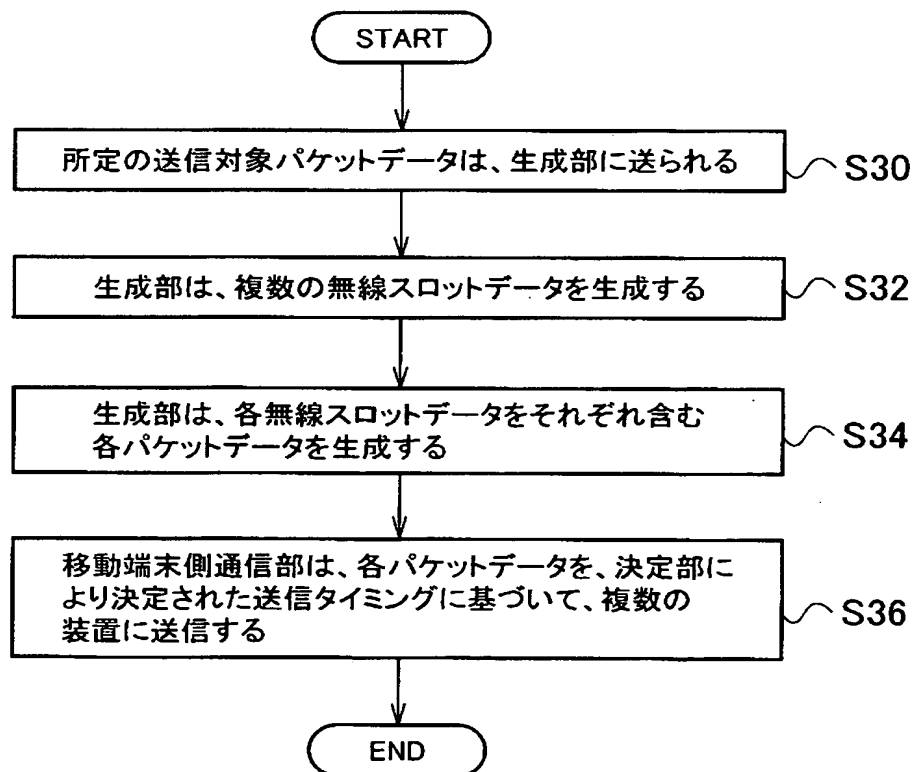 START
所定の送信対象パケットデータは、生成部に送られる
S30
生成部は、複数の無線スロットデータを生成する
S32
生成部は、各無線スロットデータをそれぞれ含む
各パケットデータを生成する
S34
移動端末側通信部は、各パケットデータを、決定部に
より決定された送信タイミングに基づいて、複数の
装置に送信する
S36
END